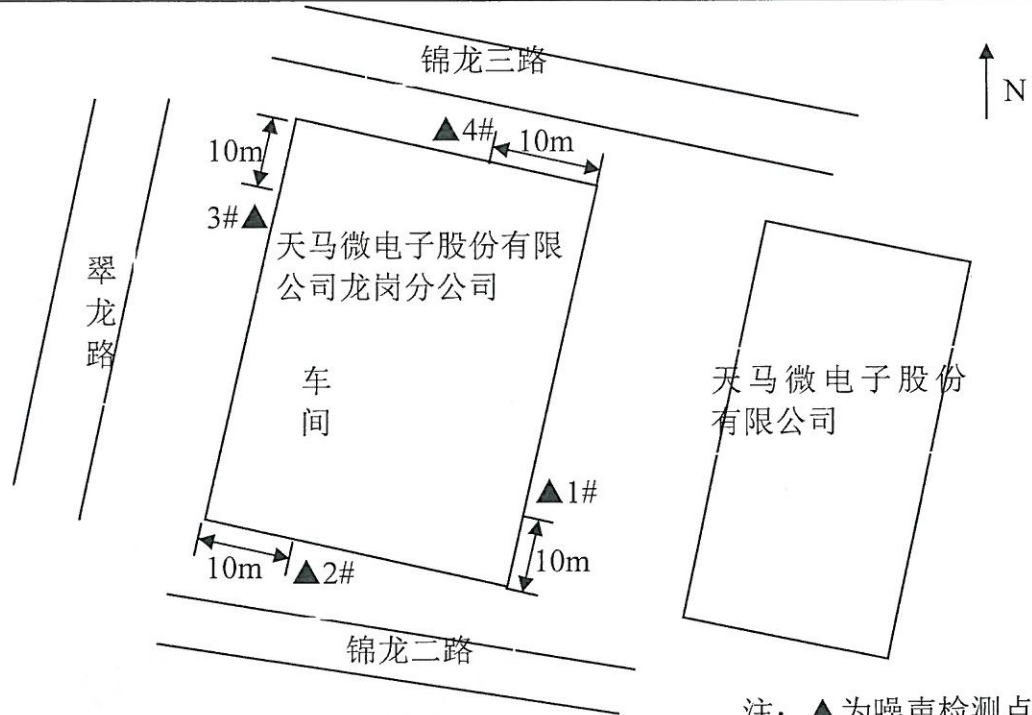 锦龙三路
N
▲4#
10m
10m
3#▲
天马微电子股份有限
公司龙岗分公司
翠
龙
路
车
间
天马微电子股份
有限公司
▲1#
10m
10m
▲2#
锦龙二路
注：▲为噪声检测点